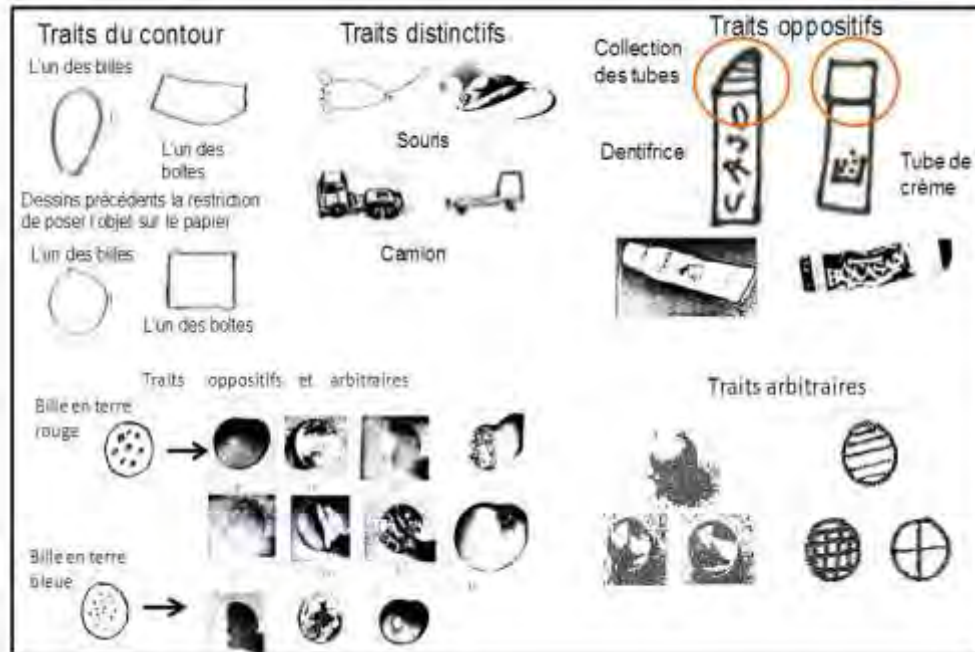 Traits du contour
L'un des billes
L'un des
boîtes
Dessins précédents la restriction
de poser l'objet sur le papier
L'un des billes
L'un des boîtes
Traits distinctifs
Souris
Camion
Traits oppositifs
Collection
des tubes
Dentifrice
Tube de
crème
Traits oppositifs et arbitraires
Bille en terre
rouge
Bille en terre
bleue
Traits arbitraires